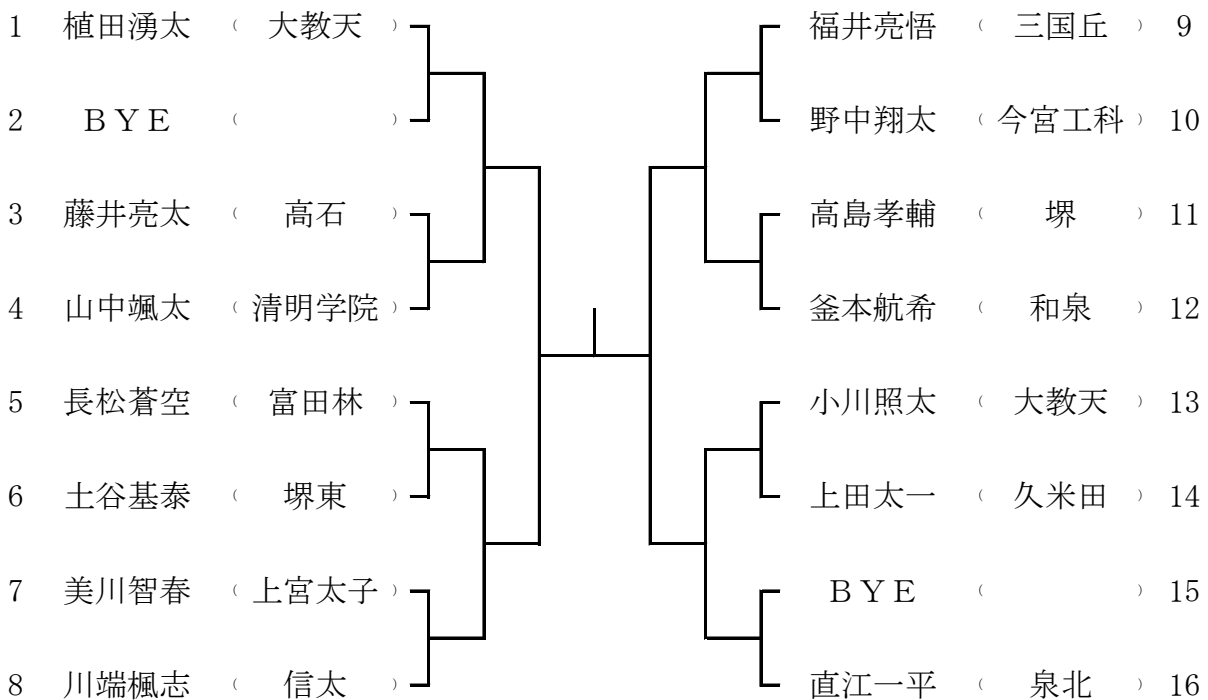 1 植田湧太 （ 大教天 ）
2 ＢＹＥ （ ）
3 藤井亮太 （ 高石 ）
4 山中颯太 （ 清明学院 ）
5 長松蒼空 （ 富田林 ）
6 土谷基泰 （ 堺東 ）
7 美川智春 （ 上宮太子 ）
8 川端楓志 （ 信太 ）
福井亮悟 （ 三国丘 ） 9
野中翔太 （ 今宮工科 ） 10
高島孝輔 （ 堺 ） 11
釜本航希 （ 和泉 ） 12
小川照太 （ 大教天 ） 13
上田太一 （ 久米田 ） 14
ＢＹＥ （ ） 15
直江一平 （ 泉北 ） 16